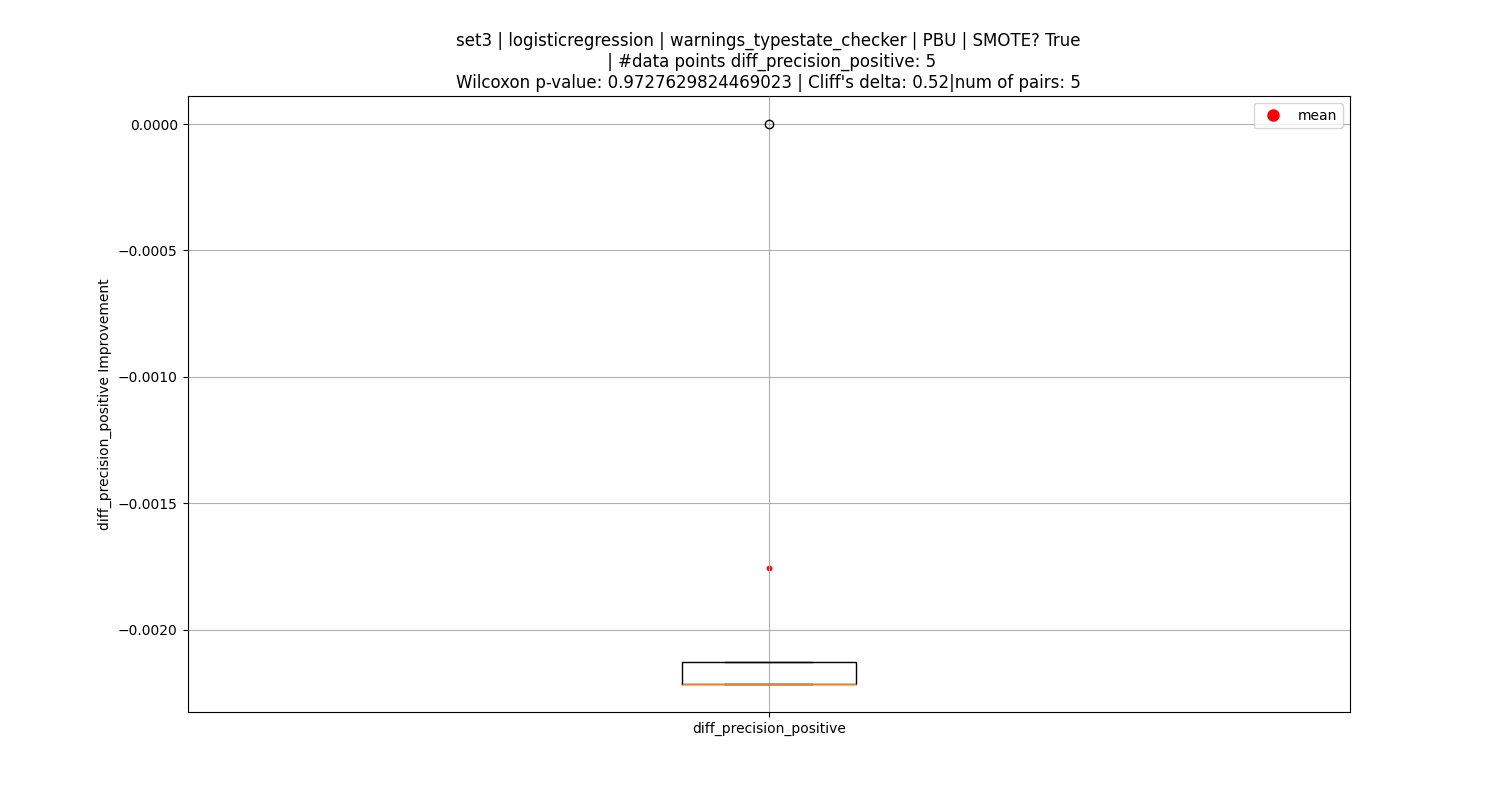 set3 | logisticregression | warnings_typestate_checker | PBU | SMOTE? True
| #data points diff_precision_positive: 5
Wilcoxon p-value: 0.9727629824469023 | Cliff's delta: 0.52|num of pairs: 5
mean
0.0000
−0.0005
−0.0010
−0.0015
−0.0020
diff_precision_positive Improvement
diff_precision_positive